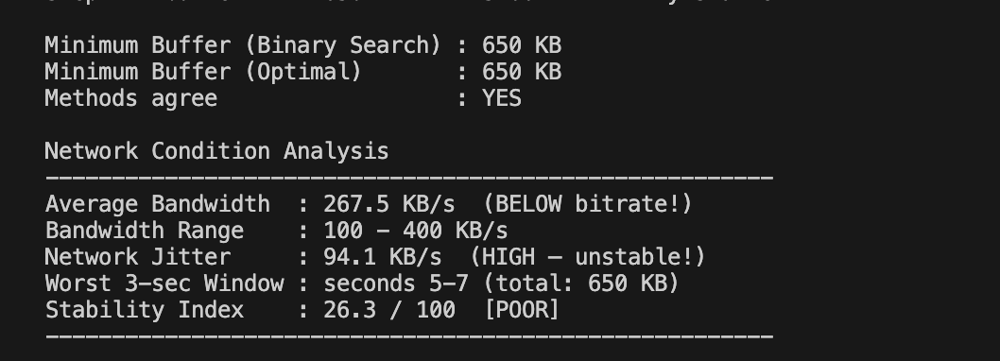 Minimum Buffer (Binary Search) : 650 KB
Minimum Buffer (Optimal)       : 650 KB
Methods agree                  : YES
Network Condition Analysis
Average Bandwidth  : 267.5 KB/s  (BELOW bitrate!)
Bandwidth Range    : 100 – 400 KB/s
Network Jitter     : 94.1 KB/s  (HIGH — unstable!)
Worst 3-sec Window : seconds 5–7 (total: 650 KB)
Stability Index    : 26.3 / 100  [POOR]